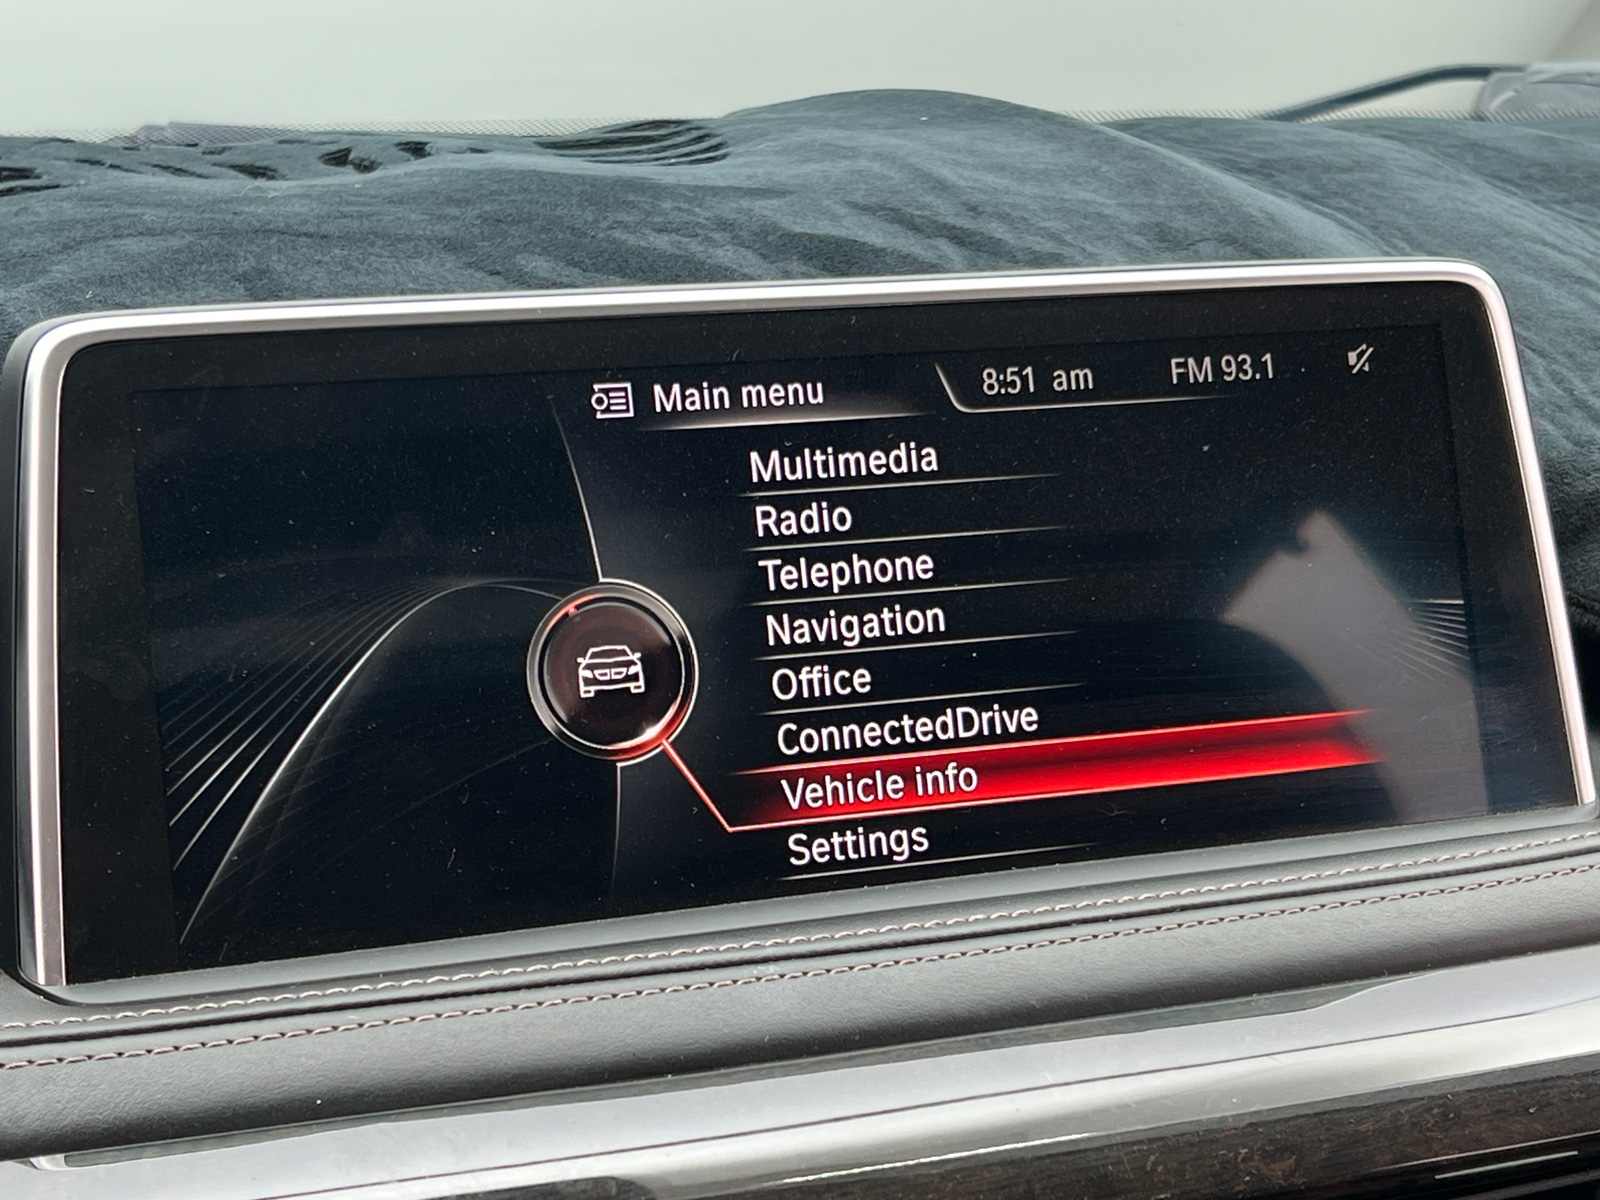 Main menu
8:51 am
FM 93.1
Multimedia
Radio
Telephone
Navigation
Office
ConnectedDrive
Vehicle info
Settings